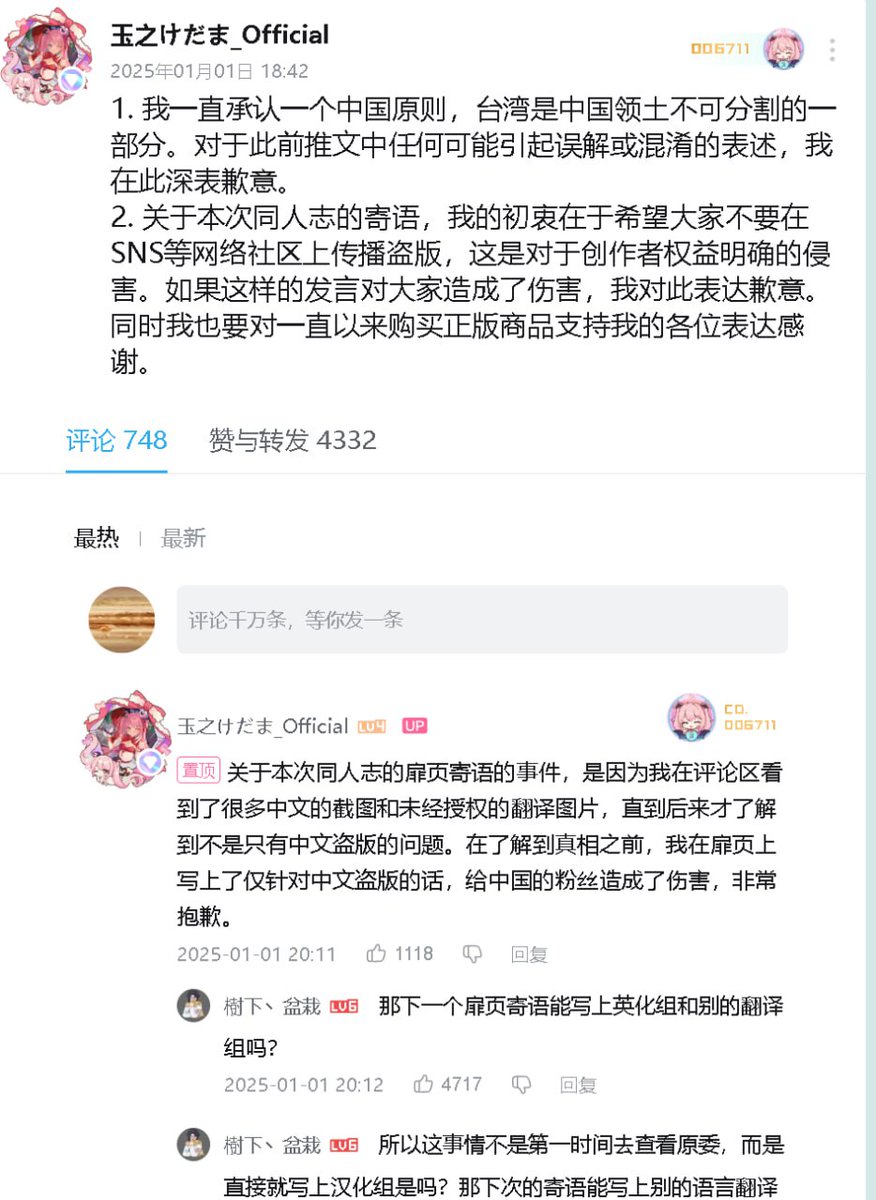 玉之けだま_Official
006711
2025年01月01日 18:42
1. 我一直承认一个中国原则，台湾是中国领土不可分割的一
部分。对于此前推文中任何可能引起误解或混淆的表述，我
在此深表歉意。
2. 关于本次同人志的寄语，我的初衷在于希望大家不要在
SNS等网络社区上传播盗版，这是对于创作者权益明确的侵
害。如果这样的发言对大家造成了伤害，我对此表达歉意。
同时我也要对一直以来购买正版商品支持我的各位表达感
谢。
评论 748 赞与转发 4332
最热 最新
评论千万条，等你发一条
玉之けだま_Official LV4 UP
CO.
006711
置顶 关于本次同人志的扉页寄语的事件，是因为我在评论区看
到了很多中文的截图和未经授权的翻译图片，直到后来才了解
到不是只有中文盗版的问题。在了解到真相之前，我在扉页上
写上了仅针对中文盗版的话，给中国的粉丝造成了伤害，非常
抱歉。
2025-01-01 20:11 1118 回复
樹下丶盆栽 LV6 那下一个扉页寄语能写上英化组和别的翻译
组吗？
2025-01-01 20:12 4717 回复
樹下丶盆栽 LV6 所以这事情不是第一时间去查看原委，而是
直接就写上汉化组是吗？那下次的寄语能写上别的语言翻译